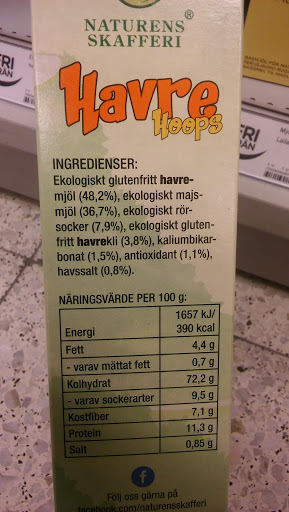 NATURENS®
SKAFFERI
Havre
Hoops
INGREDIENSER:
Ekologiskt glutenfritt havre-
mjöl (48,2%), ekologiskt majs-
mjöl (36,7%), ekologiskt rör-
socker (7,9%), ekologiskt gluten-
fritt havrekli (3,8%), kaliumbikar-
bonat (1,5%), antioxidant (1,1%),
havssalt (0,8%).
NÄRINGSVÄRDE PER 100 g:
Energi 1657 kJ/
390 kcal
Fett 4,4 g
- varav mättat fett 0,7 g
Kolhydrat 72,2 g
- varav sockerarter 9,5 g
Kostfiber 7,1 g
Protein 11,3 g
Salt 0,85 g
Följ oss gärna på
facebook.com/naturensskafferi